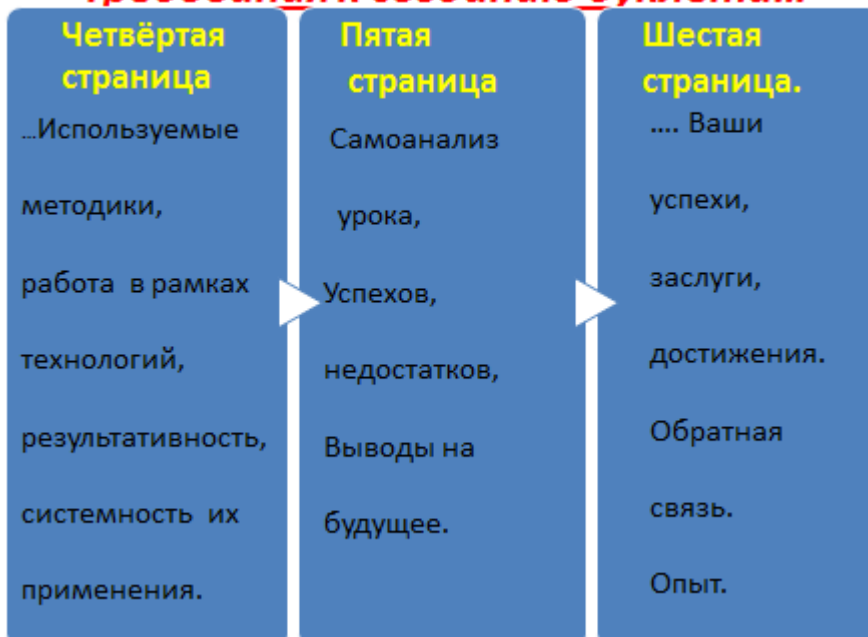 Четвёртая
страница
...Используемые
методики,
работа в рамках
технологий,
результативность,
системность их
применения.
Пятая
страница
Самоанализ
урока,
Успехов,
недостатков,
Выводы на
будущее.
Шестая
страница.
.... Ваши
успехи,
заслуги,
достижения.
Обратная
связь.
Опыт.